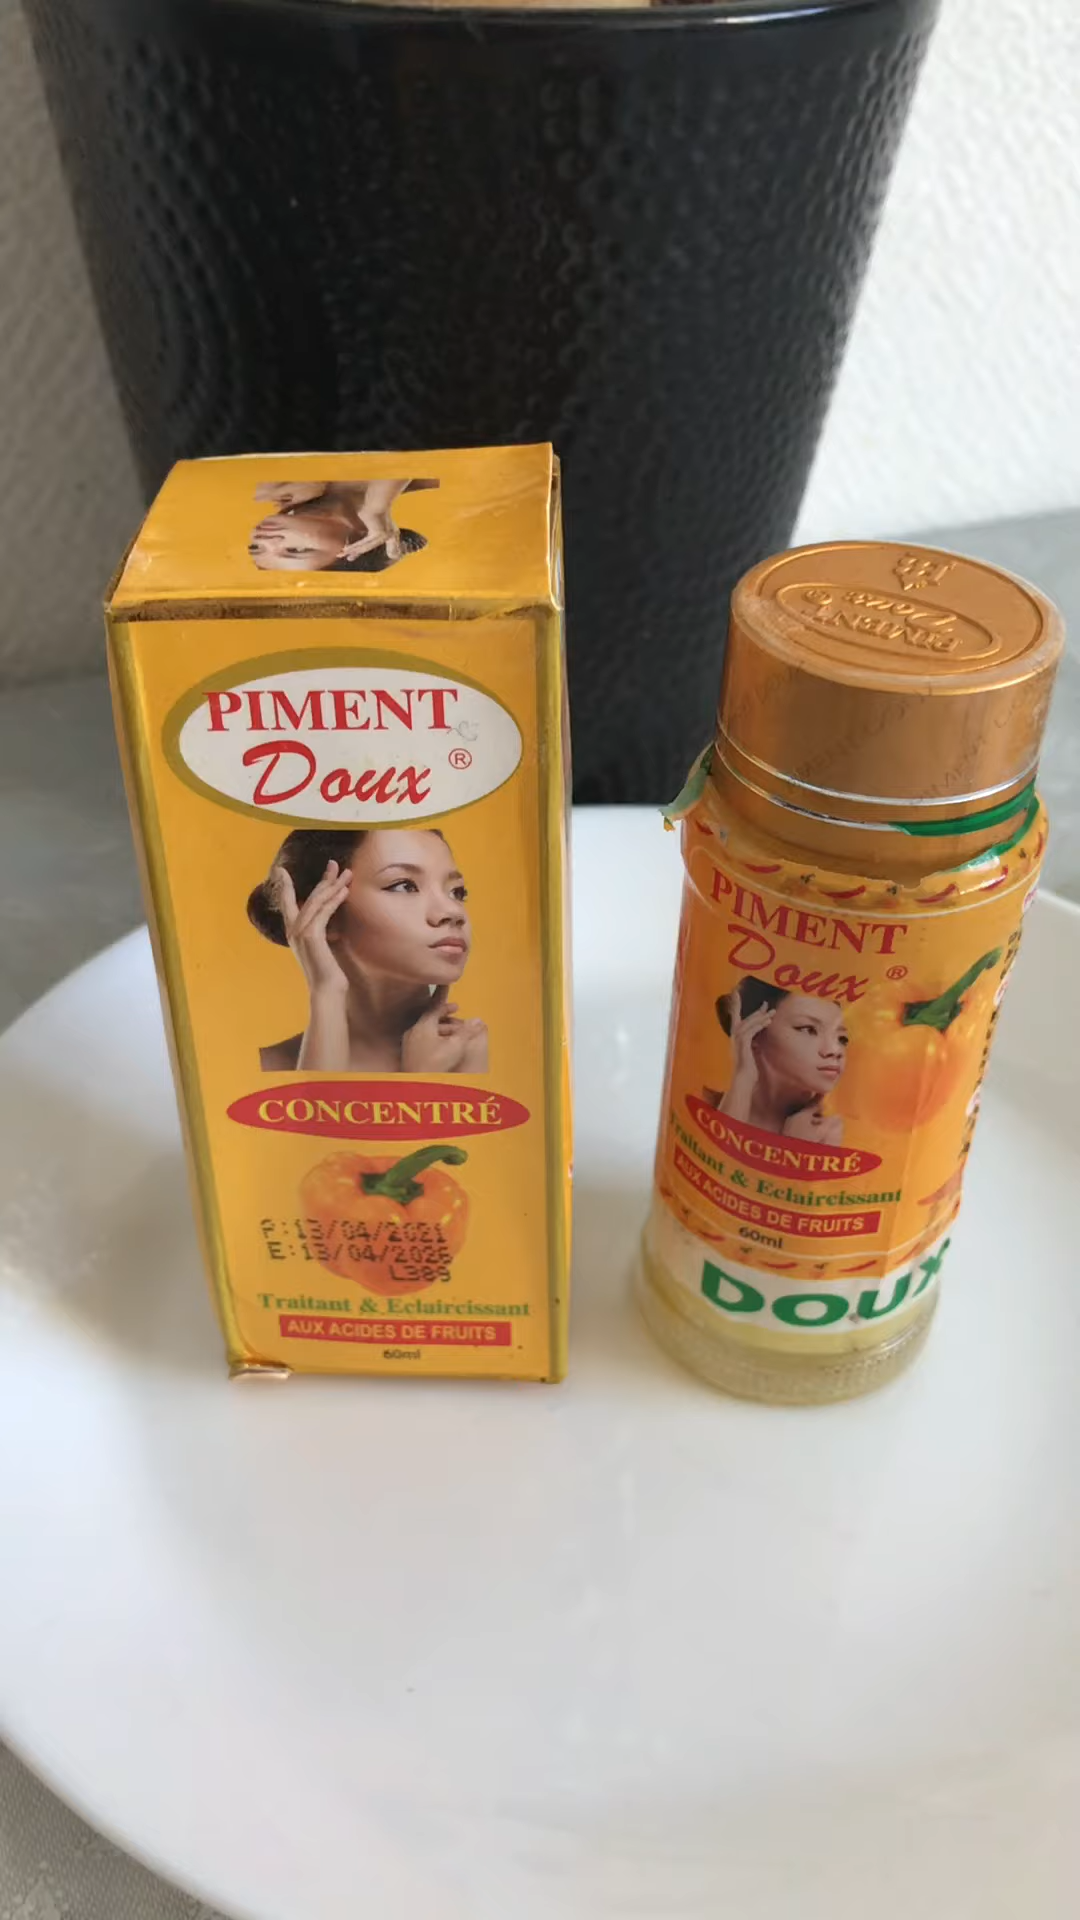 PIMENT
Doux ®
CONCENTRÉ
P:13/04/2021
E:13/04/2026
L389
Traitant & Eclaircissant
AUX ACIDES DE FRUITS
60ml
PIMENT
Doux
PIMENT
Doux ®
CONCENTRÉ
Traitant & Eclaircissant
AUX ACIDES DE FRUITS
60ml
DOUX